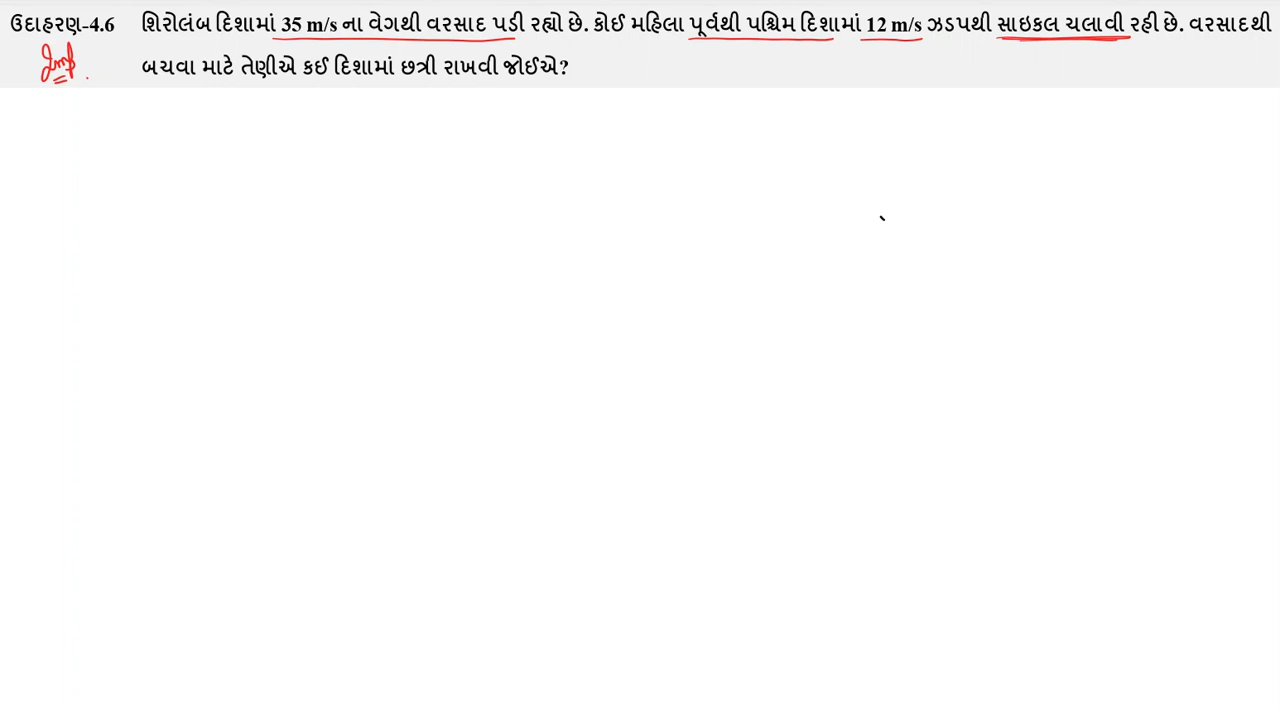 ઉદાહરણ-4.6 શિરોલંબ દિશામાં 35 m/s ના વેગથી વરસાદ પડી રહ્યો છે. કોઈ મહિલા પૂર્વથી પશ્ચિમ દિશામાં 12 m/s ઝડપથી સાઇકલ ચલાવી રહી છે. વરસાદથી
Imp. બચવા માટે તેણીએ કઈ દિશામાં છત્રી રાખવી જોઈએ?